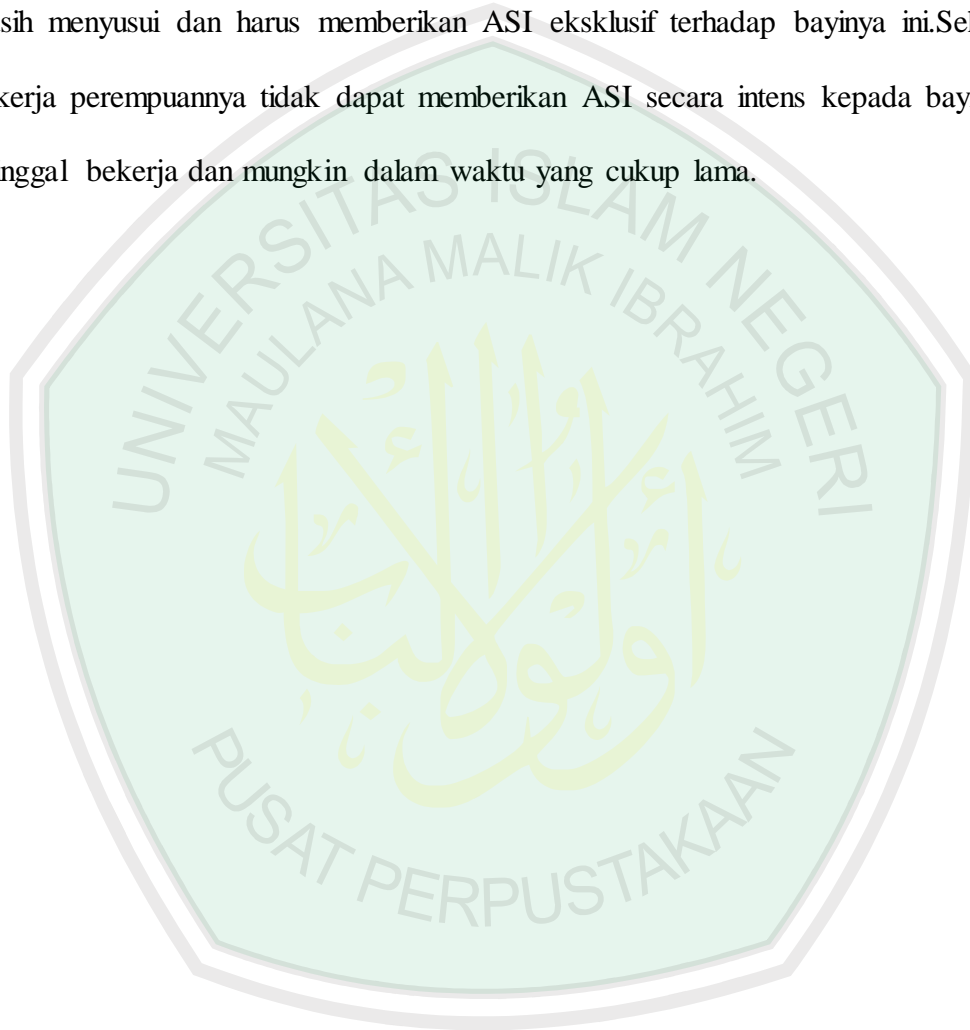 sih menyusui dan harus memberikan ASI eksklusif terhadap bayinya ini.Sel
kerja perempuannya tidak dapat memberikan ASI secara intens kepada bay
nggal bekerja dan mungkin dalam waktu yang cukup lama.
UNIVERSITAS ISLAM NEGERI
MAULANA MALIK IBRAHIM
أولو الألباب
PUSAT PERPUSTAKAAN